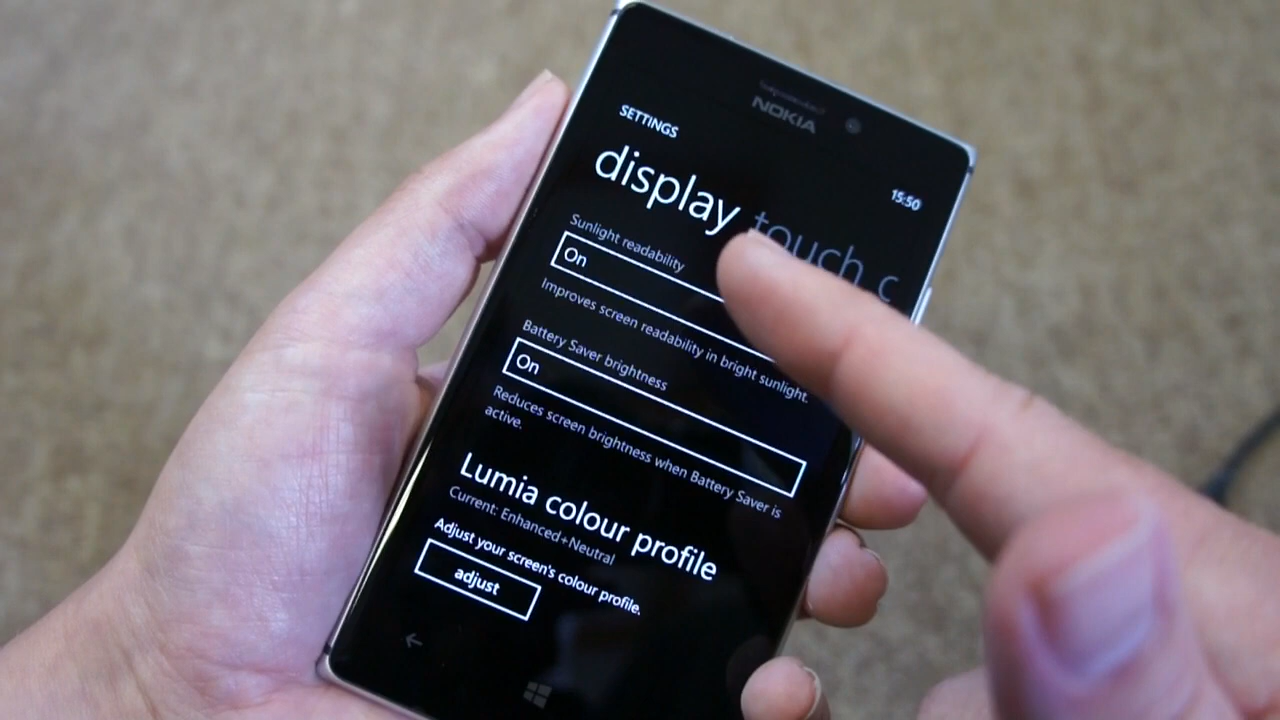 NOKIA
SETTINGS
15:50
display touch c
Sunlight readability
On
Improves screen readability in bright sunlight.
Battery Saver brightness
On
Reduces screen brightness when Battery Saver is
active.
Lumia colour profile
Current: Enhanced+Neutral
Adjust your screen's colour profile.
adjust